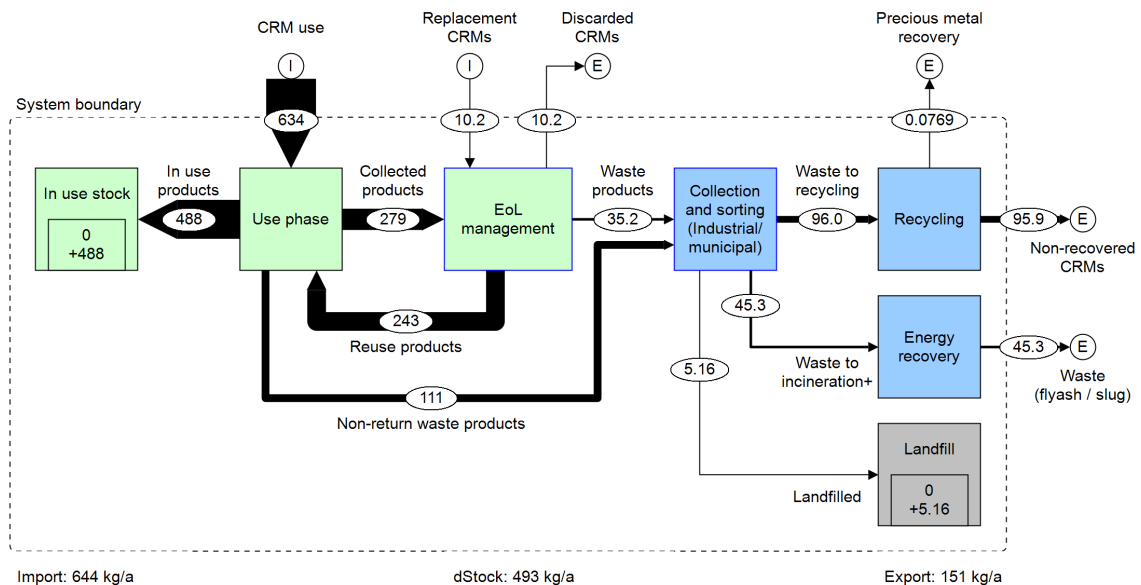 CRM use
Replacement
CRMs
Discarded
CRMs
Precious metal
recovery
I
I
E
E
System boundary
634
10.2
10.2
0.0769
In use stock
0
+488
In use
products
488
Use phase
Collected
products
279
EoL
management
Waste
products
35.2
Collection
and sorting
(Industrial/
municipal)
Waste to
recycling
96.0
Recycling
95.9
E
Non-recovered
CRMs
243
Reuse products
45.3
5.16
Waste to
incineration+
Energy
recovery
45.3
E
Waste
(flyash / slug)
111
Non-return waste products
Landfilled
Landfill
0
+5.16
Import: 644 kg/a
dStock: 493 kg/a
Export: 151 kg/a